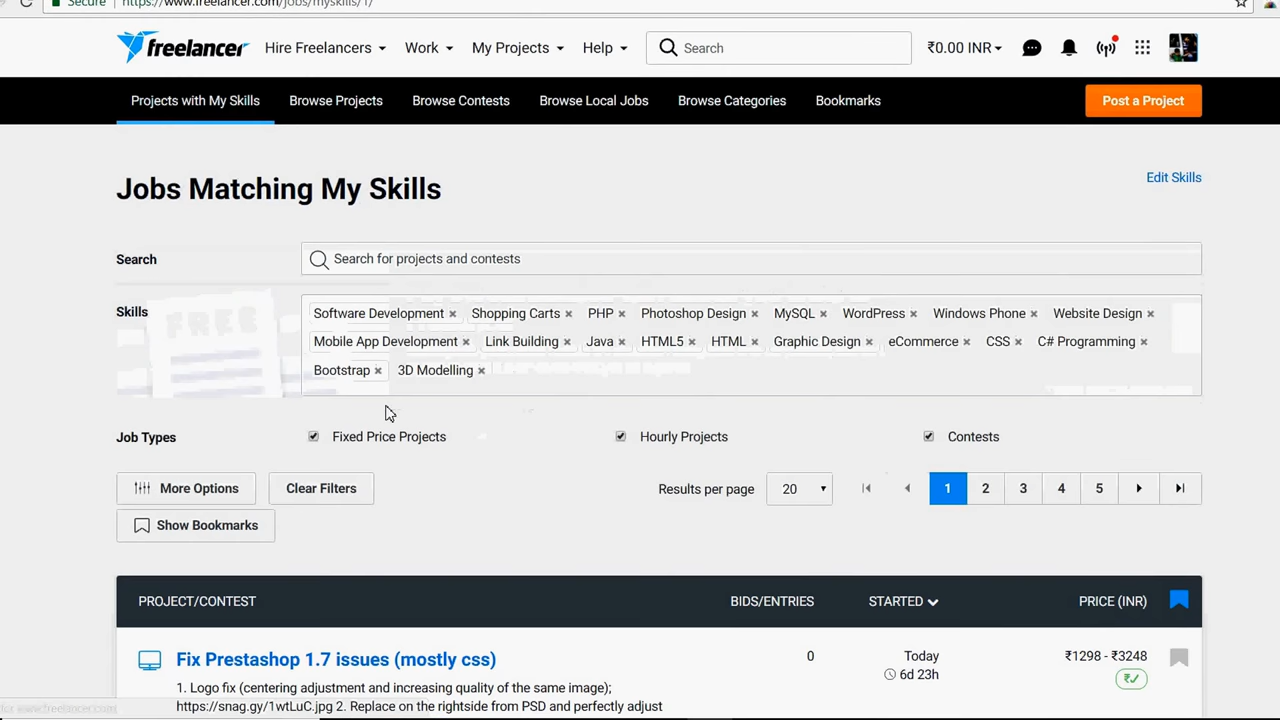 Secure https://www.freelancer.com/jobs/myskills/1/
freelancer Hire Freelancers Work My Projects Help Search ₹0.00 INR
Projects with My Skills Browse Projects Browse Contests Browse Local Jobs Browse Categories Bookmarks Post a Project
Jobs Matching My Skills Edit Skills
Search Search for projects and contests
Skills Software Development × Shopping Carts × PHP × Photoshop Design × MySQL × WordPress × Windows Phone × Website Design ×
FREE
Mobile App Development × Link Building × Java × HTML5 × HTML × Graphic Design × eCommerce × CSS × C# Programming ×
Bootstrap × 3D Modelling ×
Job Types Fixed Price Projects Hourly Projects Contests
More Options Clear Filters Results per page 20 1 2 3 4 5
Show Bookmarks
PROJECT/CONTEST BIDS/ENTRIES STARTED PRICE (INR)
Fix Prestashop 1.7 issues (mostly css) 0 Today ₹1298 - ₹3248
6d 23h ₹✓
1. Logo fix (centering adjustment and increasing quality of the same image);
https://snag.gy/1wtLuC.jpg 2. Replace on the rightside from PSD and perfectly adjust